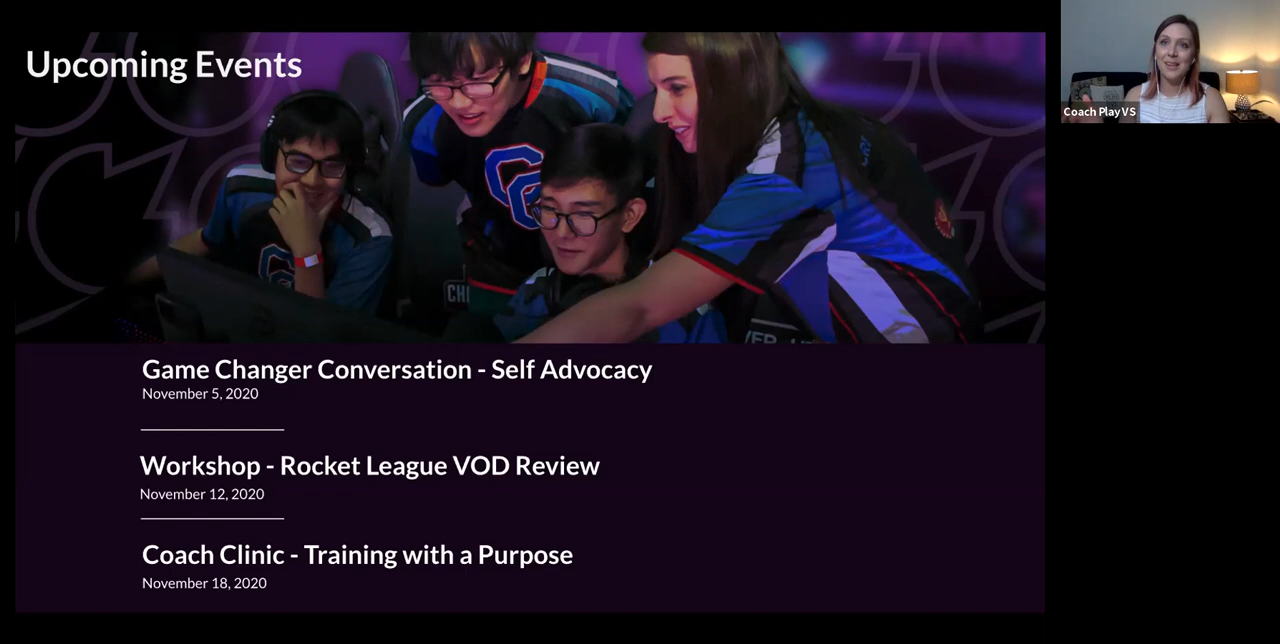 Upcoming Events
Coach PlayVS
Game Changer Conversation - Self Advocacy
November 5, 2020
Workshop - Rocket League VOD Review
November 12, 2020
Coach Clinic - Training with a Purpose
November 18, 2020